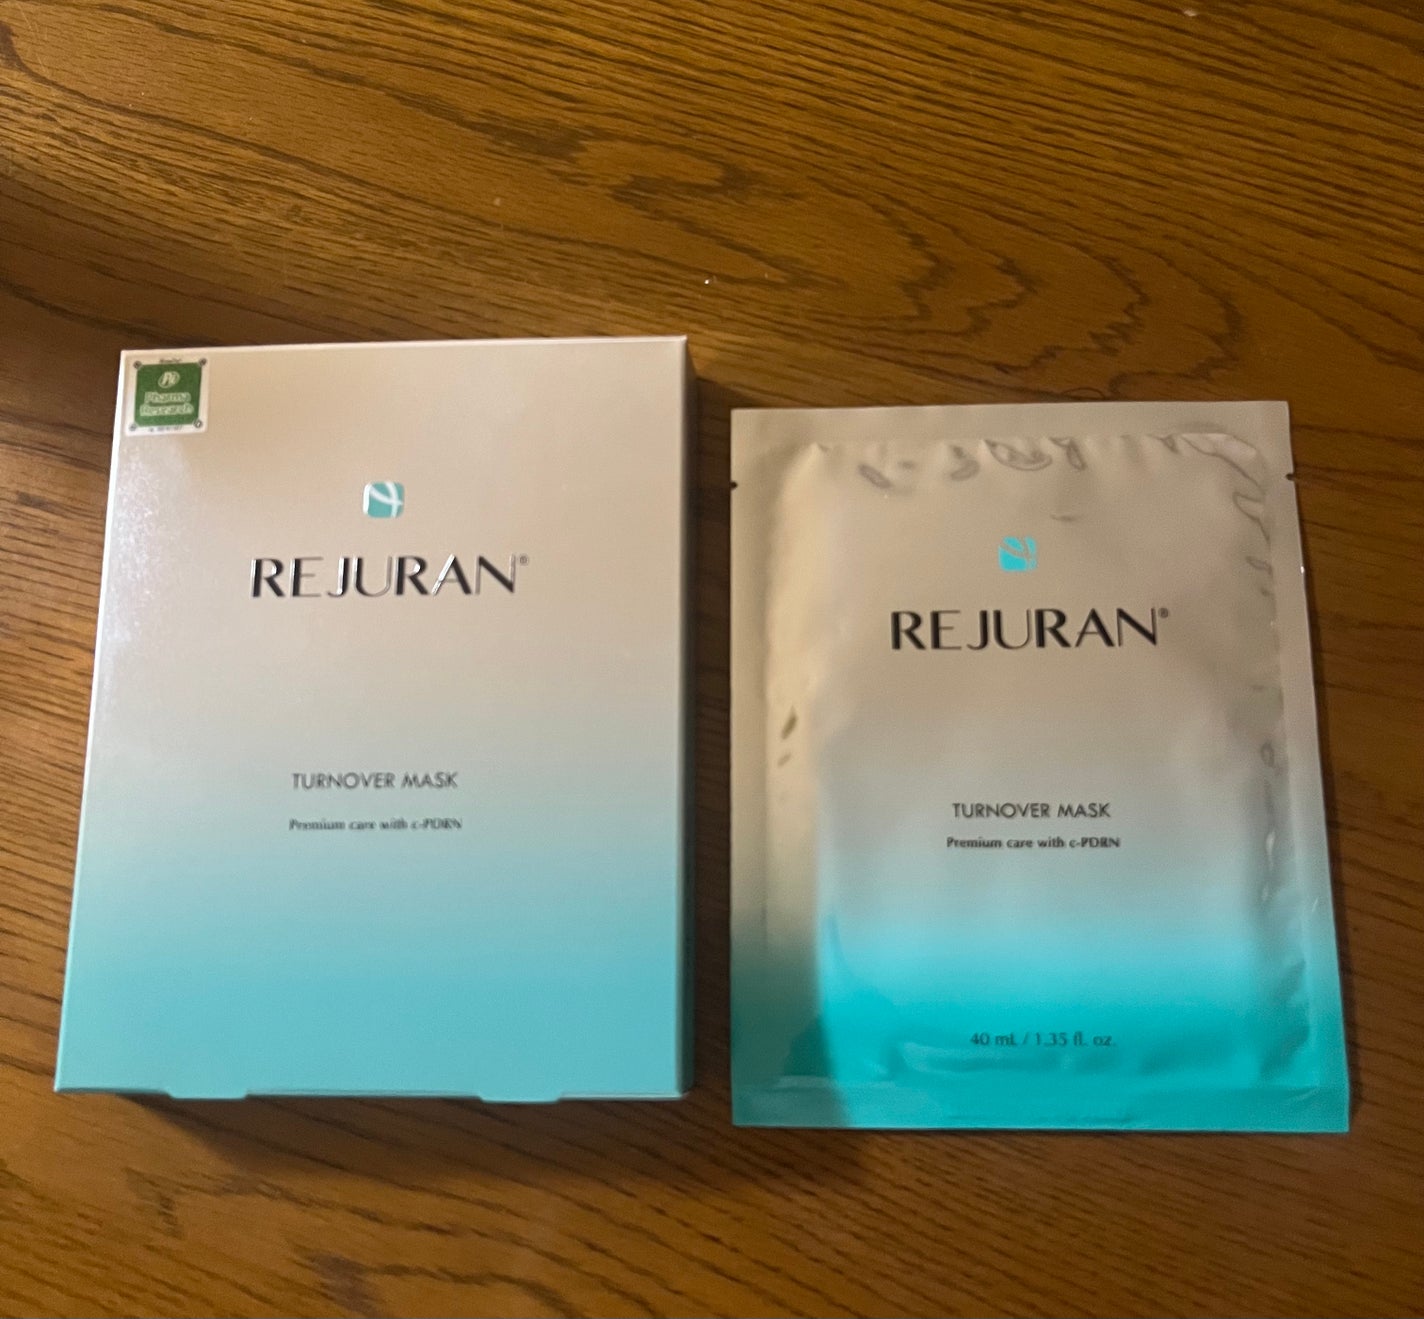 Pharma
Research
REJURAN®
TURNOVER MASK
Premium care with c-PDRN
REJURAN®
TURNOVER MASK
Premium care with c-PDRN
40 mL / 1.35 fl. oz.